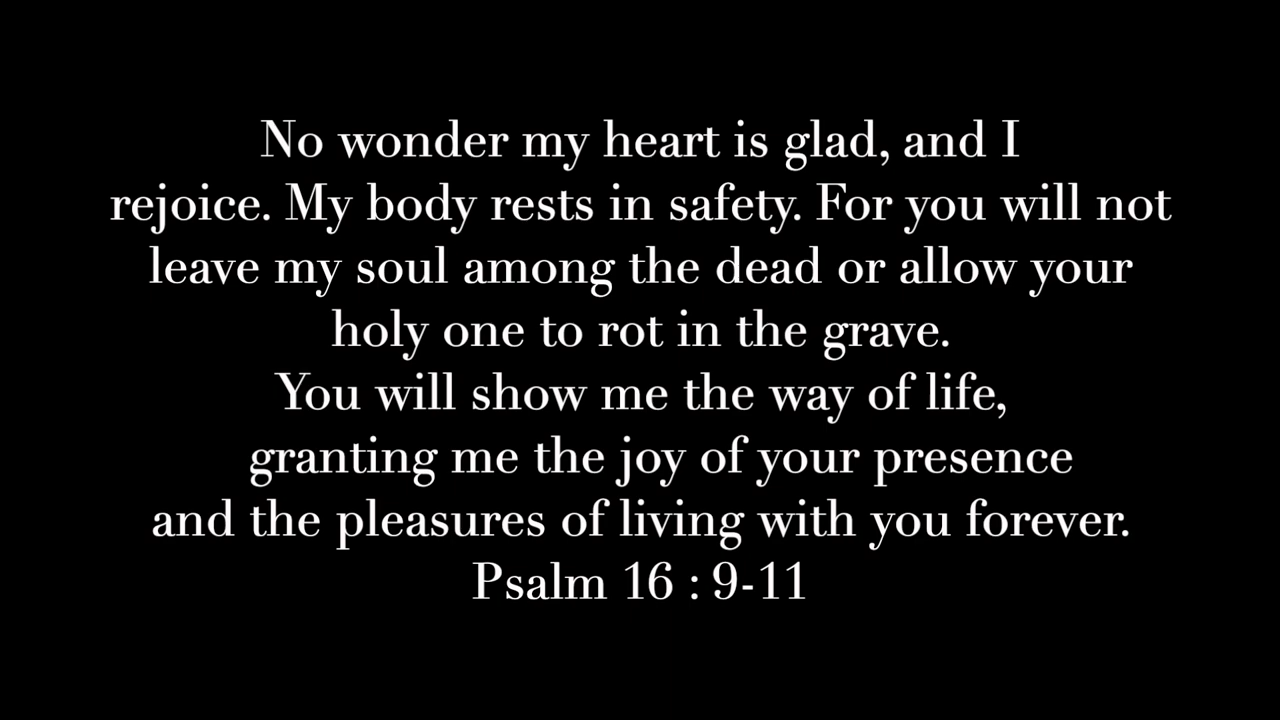 No wonder my heart is glad, and I
rejoice. My body rests in safety. For you will not
leave my soul among the dead or allow your
holy one to rot in the grave.
You will show me the way of life,
granting me the joy of your presence
and the pleasures of living with you forever.
Psalm 16 : 9-11